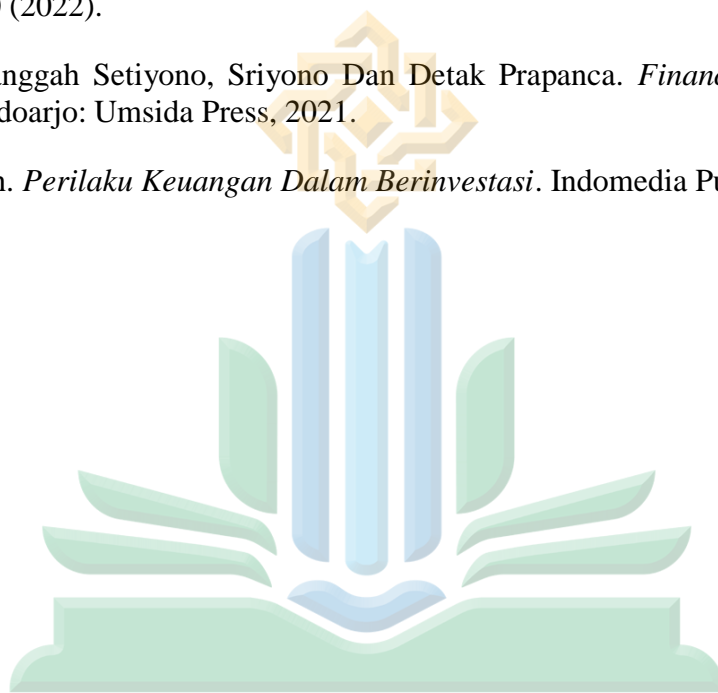 (2022).
anggah Setiyono, Sriyono Dan Detak Prapanca. Financ
doarjo: Umsida Press, 2021.
n. Perilaku Keuangan Dalam Berinvestasi. Indomedia Pu